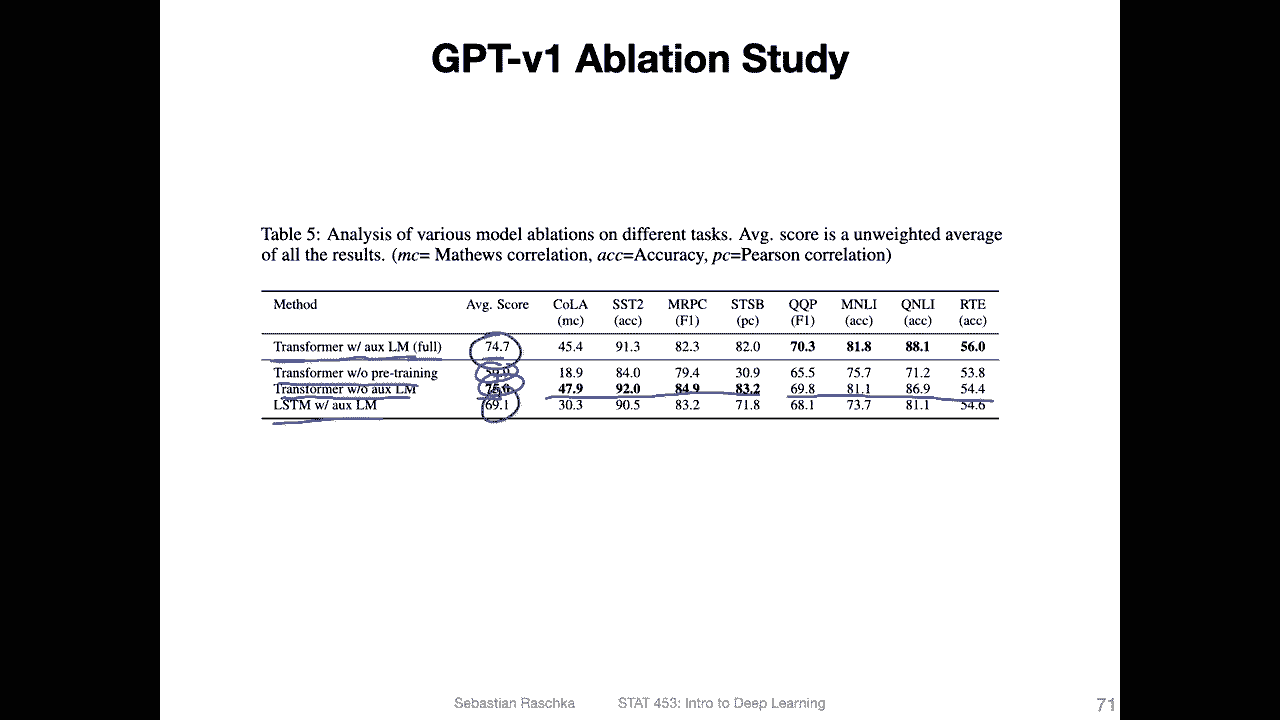 GPT-v1 Ablation Study
Table 5: Analysis of various model ablations on different tasks. Avg. score is a unweighted average
of all the results. (mc= Mathews correlation, acc=Accuracy, pc=Pearson correlation)
Method Avg. Score CoLA SST2 MRPC STSB QQP MNLI QNLI RTE
(mc) (acc) (F1) (pc) (F1) (acc) (acc) (acc)
Transformer w/ aux LM (full) 74.7 45.4 91.3 82.3 82.0 70.3 81.8 88.1 56.0
Transformer w/o pre-training 18.9 84.0 79.4 30.9 65.5 75.7 71.2 53.8
Transformer w/o aux LM 47.9 92.0 84.9 83.2 69.8 81.1 86.9 54.4
LSTM w/ aux LM 69.1 30.3 90.5 83.2 71.8 68.1 73.7 81.1 54.6
Sebastian Raschka STAT 453: Intro to Deep Learning 71